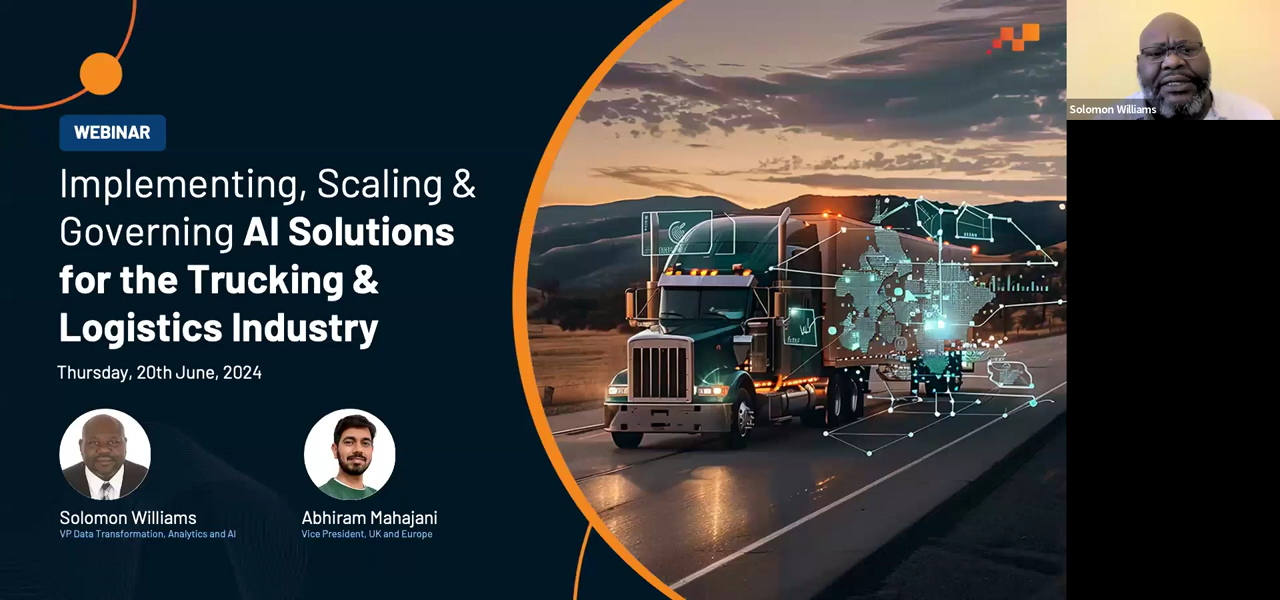 WEBINAR
Implementing, Scaling &
Governing AI Solutions
for the Trucking &
Logistics Industry
Thursday, 20th June, 2024
Solomon Williams
VP Data Transformation, Analytics and AI
Abhiram Mahajani
Vice President, UK and Europe
Solomon Williams